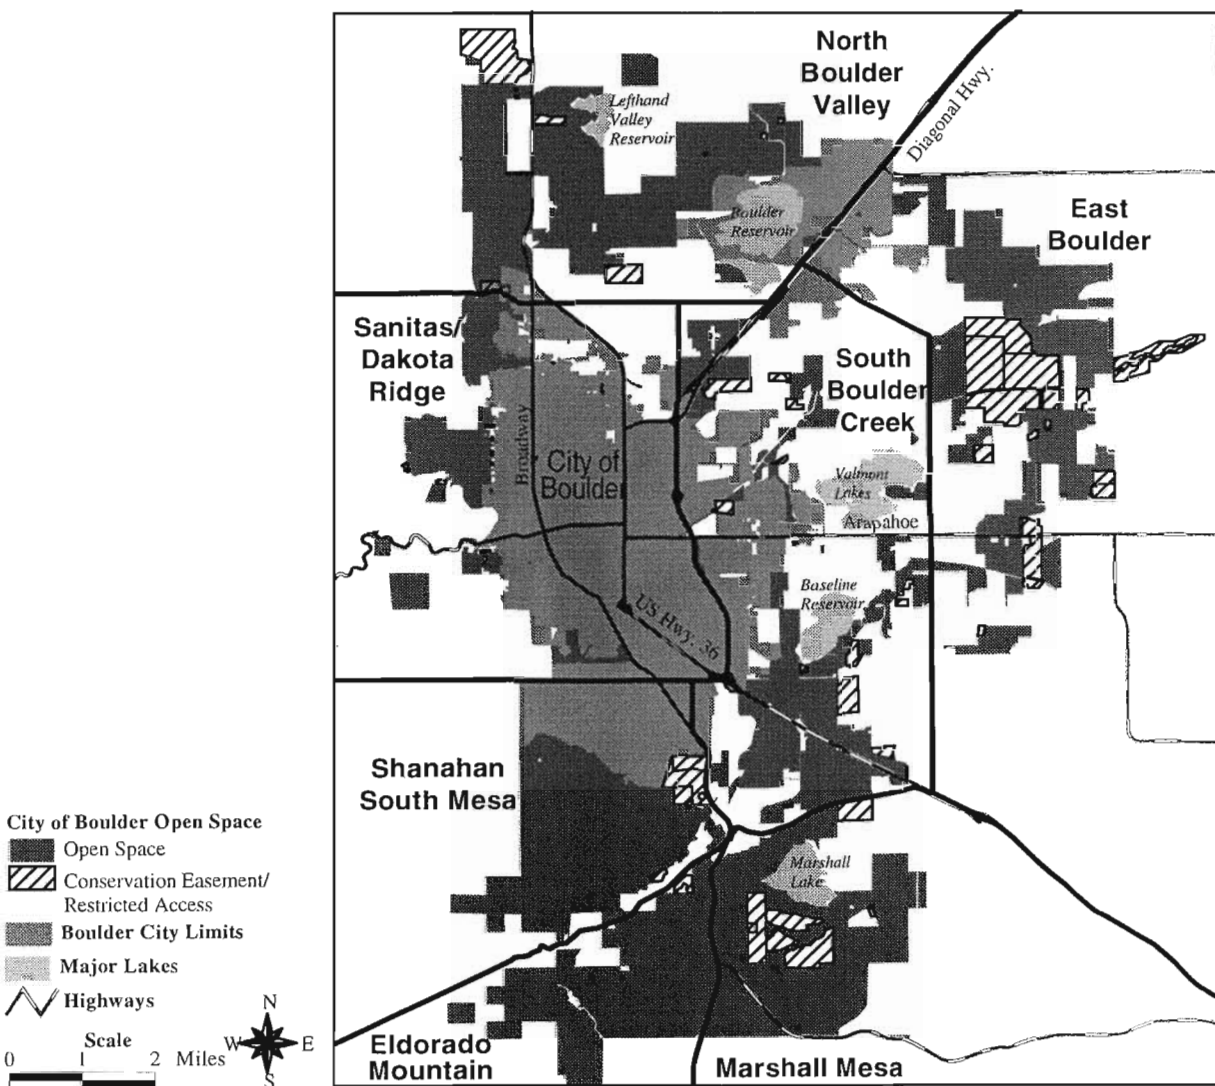 North
Boulder
Valley
Diagonal Hwy.
Lefthand
Valley
Reservoir
Boulder
Reservoir
East
Boulder
Sanitas/
Dakota
Ridge
South
Boulder
Creek
Broadway
City of
Boulder
Valmont
Lakes
Arapahoe
Baseline
Reservoir
US Hwy. 36
Shanahan
South Mesa
Marshall
Lake
Eldorado
Mountain
Marshall Mesa
City of Boulder Open Space
Open Space
Conservation Easement/
Restricted Access
Boulder City Limits
Major Lakes
Highways
Scale
0 1 2 Miles
N
W E
S